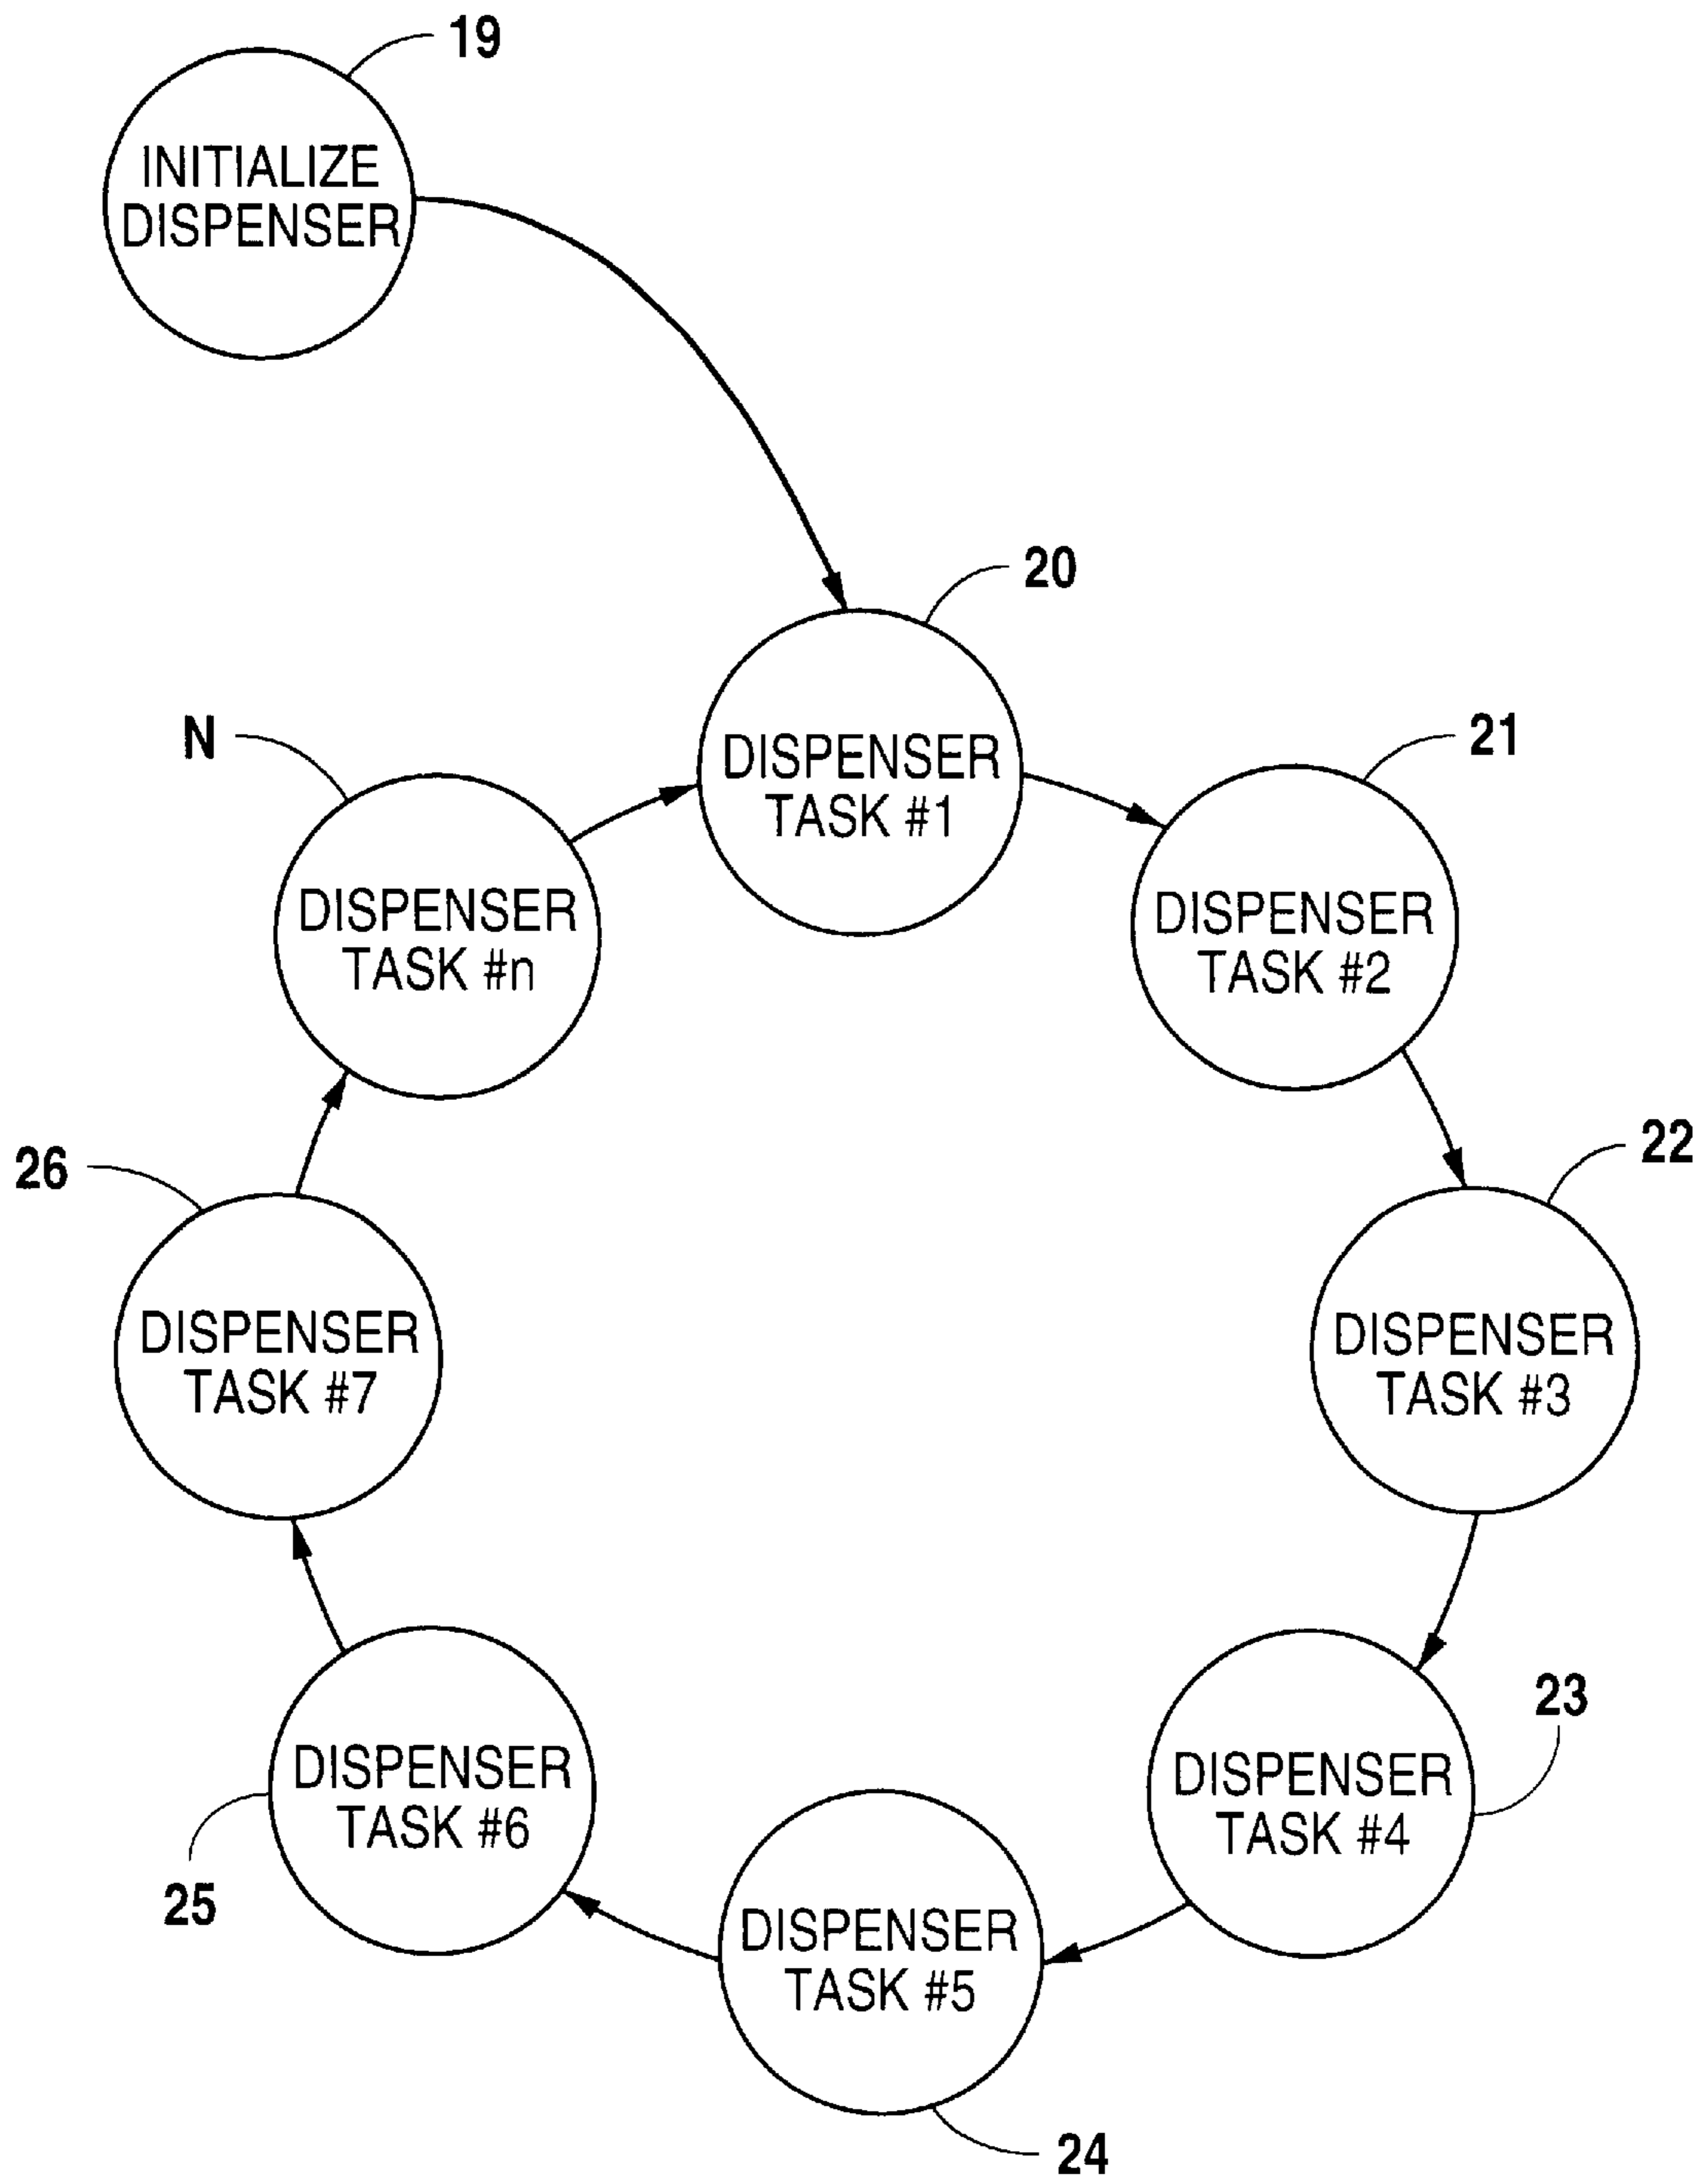 19
INITIALIZE
DISPENSER
20
DISPENSER
TASK #1
N
DISPENSER
TASK #n
21
DISPENSER
TASK #2
22
DISPENSER
TASK #3
26
DISPENSER
TASK #7
23
DISPENSER
TASK #4
DISPENSER
TASK #6
25
DISPENSER
TASK #5
24